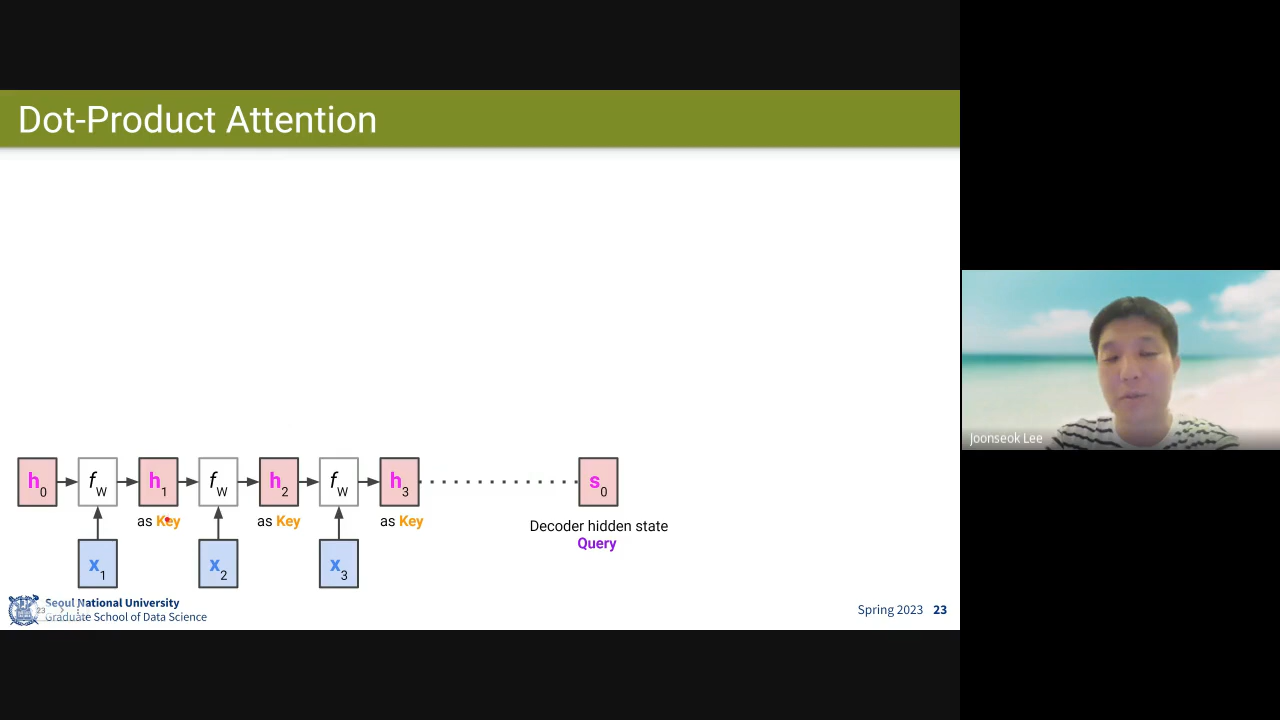 Dot-Product Attention
h0 fW h1 fW h2 fW h3 s0
as Key as Key as Key
Decoder hidden state
Query
x1 x2 x3
Seoul National University
Graduate School of Data Science
23
Spring 2023 23
Joonseok Lee